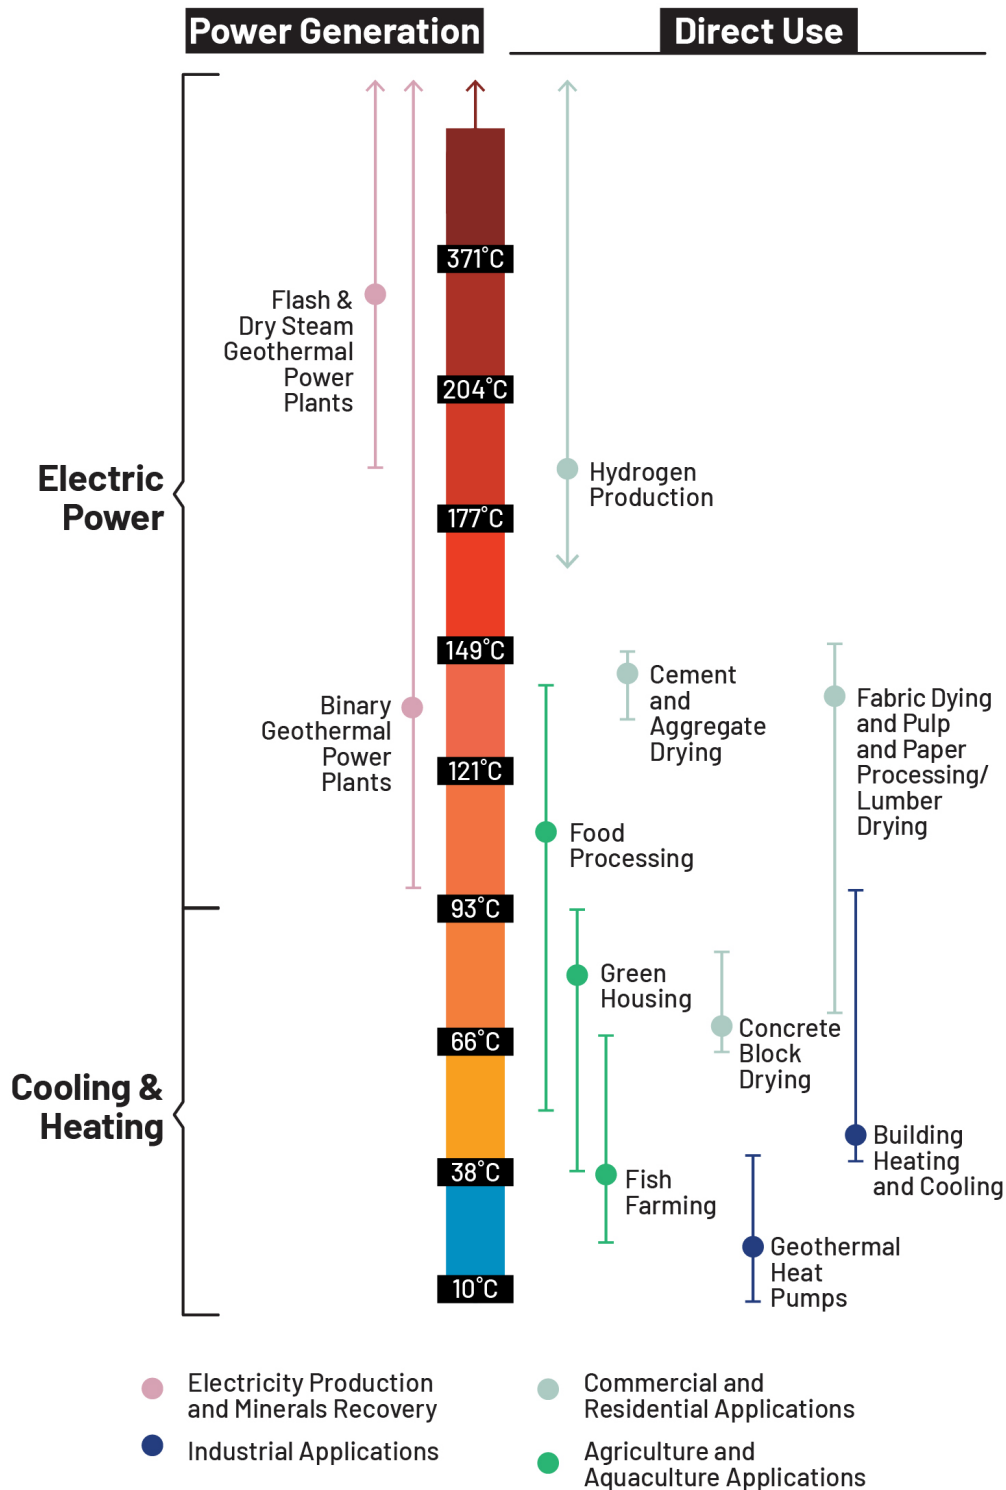 Power Generation
Direct Use
371°C
Flash &
Dry Steam
Geothermal
Power
Plants
204°C
Electric
Power
Hydrogen
Production
177°C
149°C
Cement
and
Aggregate
Drying
Fabric Dying
and Pulp
and Paper
Processing/
Lumber
Drying
Binary
Geothermal
Power
Plants
121°C
Food
Processing
93°C
Green
Housing
66°C
Concrete
Block
Drying
Cooling &
Heating
38°C
Building
Heating
and Cooling
Fish
Farming
10°C
Geothermal
Heat
Pumps
Electricity Production
and Minerals Recovery
Industrial Applications
Commercial and
Residential Applications
Agriculture and
Aquaculture Applications